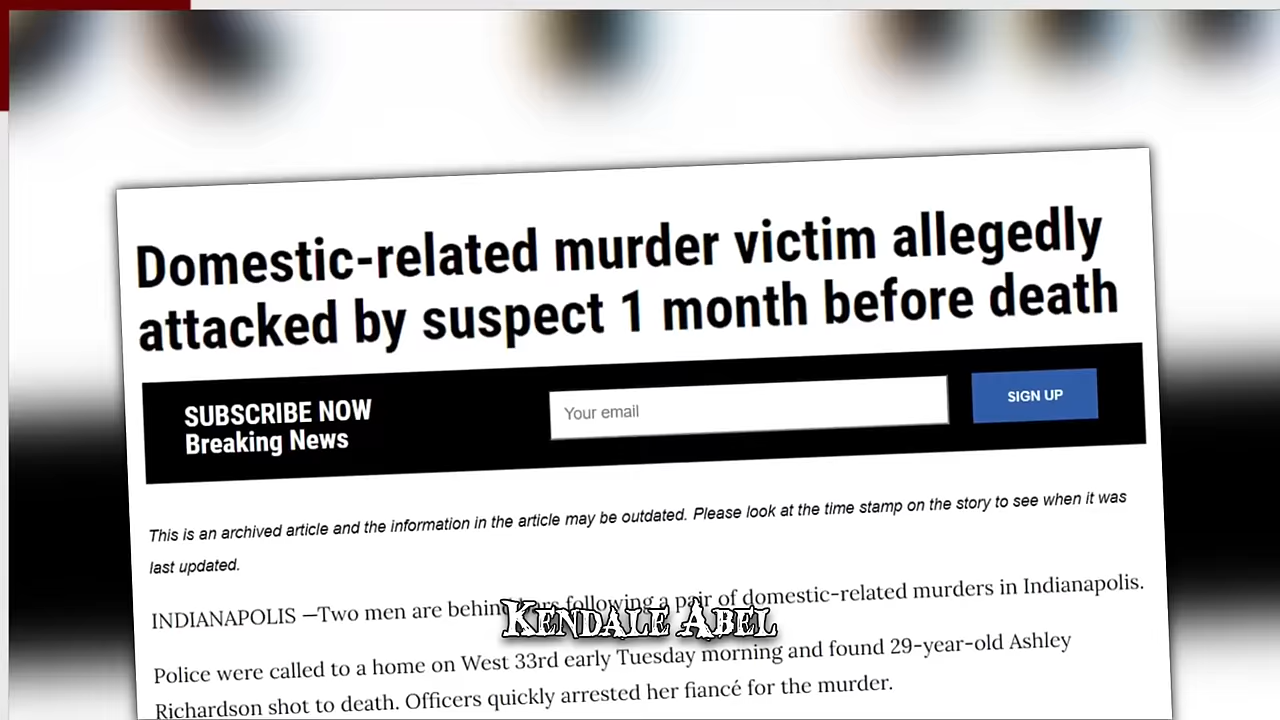 Domestic-related murder victim allegedly
attacked by suspect 1 month before death
SUBSCRIBE NOW
Breaking News
Your email
SIGN UP
This is an archived article and the information in the article may be outdated. Please look at the time stamp on the story to see when it was
last updated.
INDIANAPOLIS —Two men are behind bars following a pair of domestic-related murders in Indianapolis.
Kendale Abel
Police were called to a home on West 33rd early Tuesday morning and found 29-year-old Ashley
Richardson shot to death. Officers quickly arrested her fiancé for the murder.